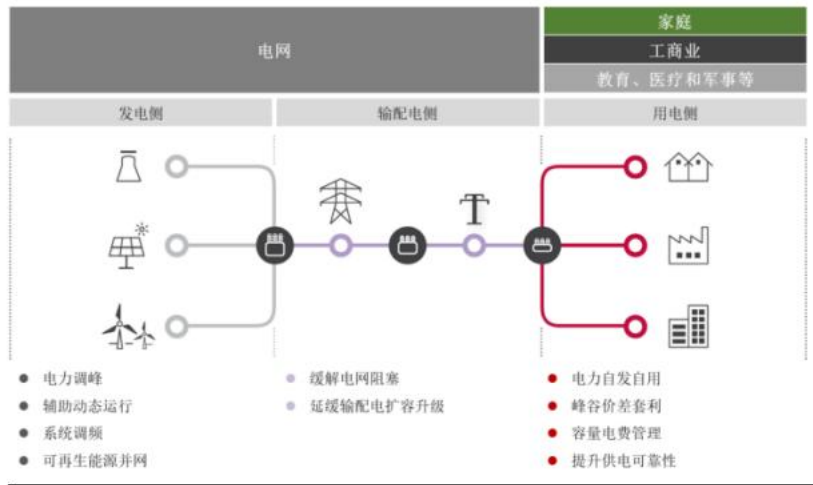 电网
家庭
工商业
教育、医疗和军事等
发电侧
输配电侧
用电侧
电力调峰
辅助动态运行
系统调频
可再生能源并网
缓解电网阻塞
延缓输配电扩容升级
电力自发自用
峰谷价差套利
容量电费管理
提升供电可靠性